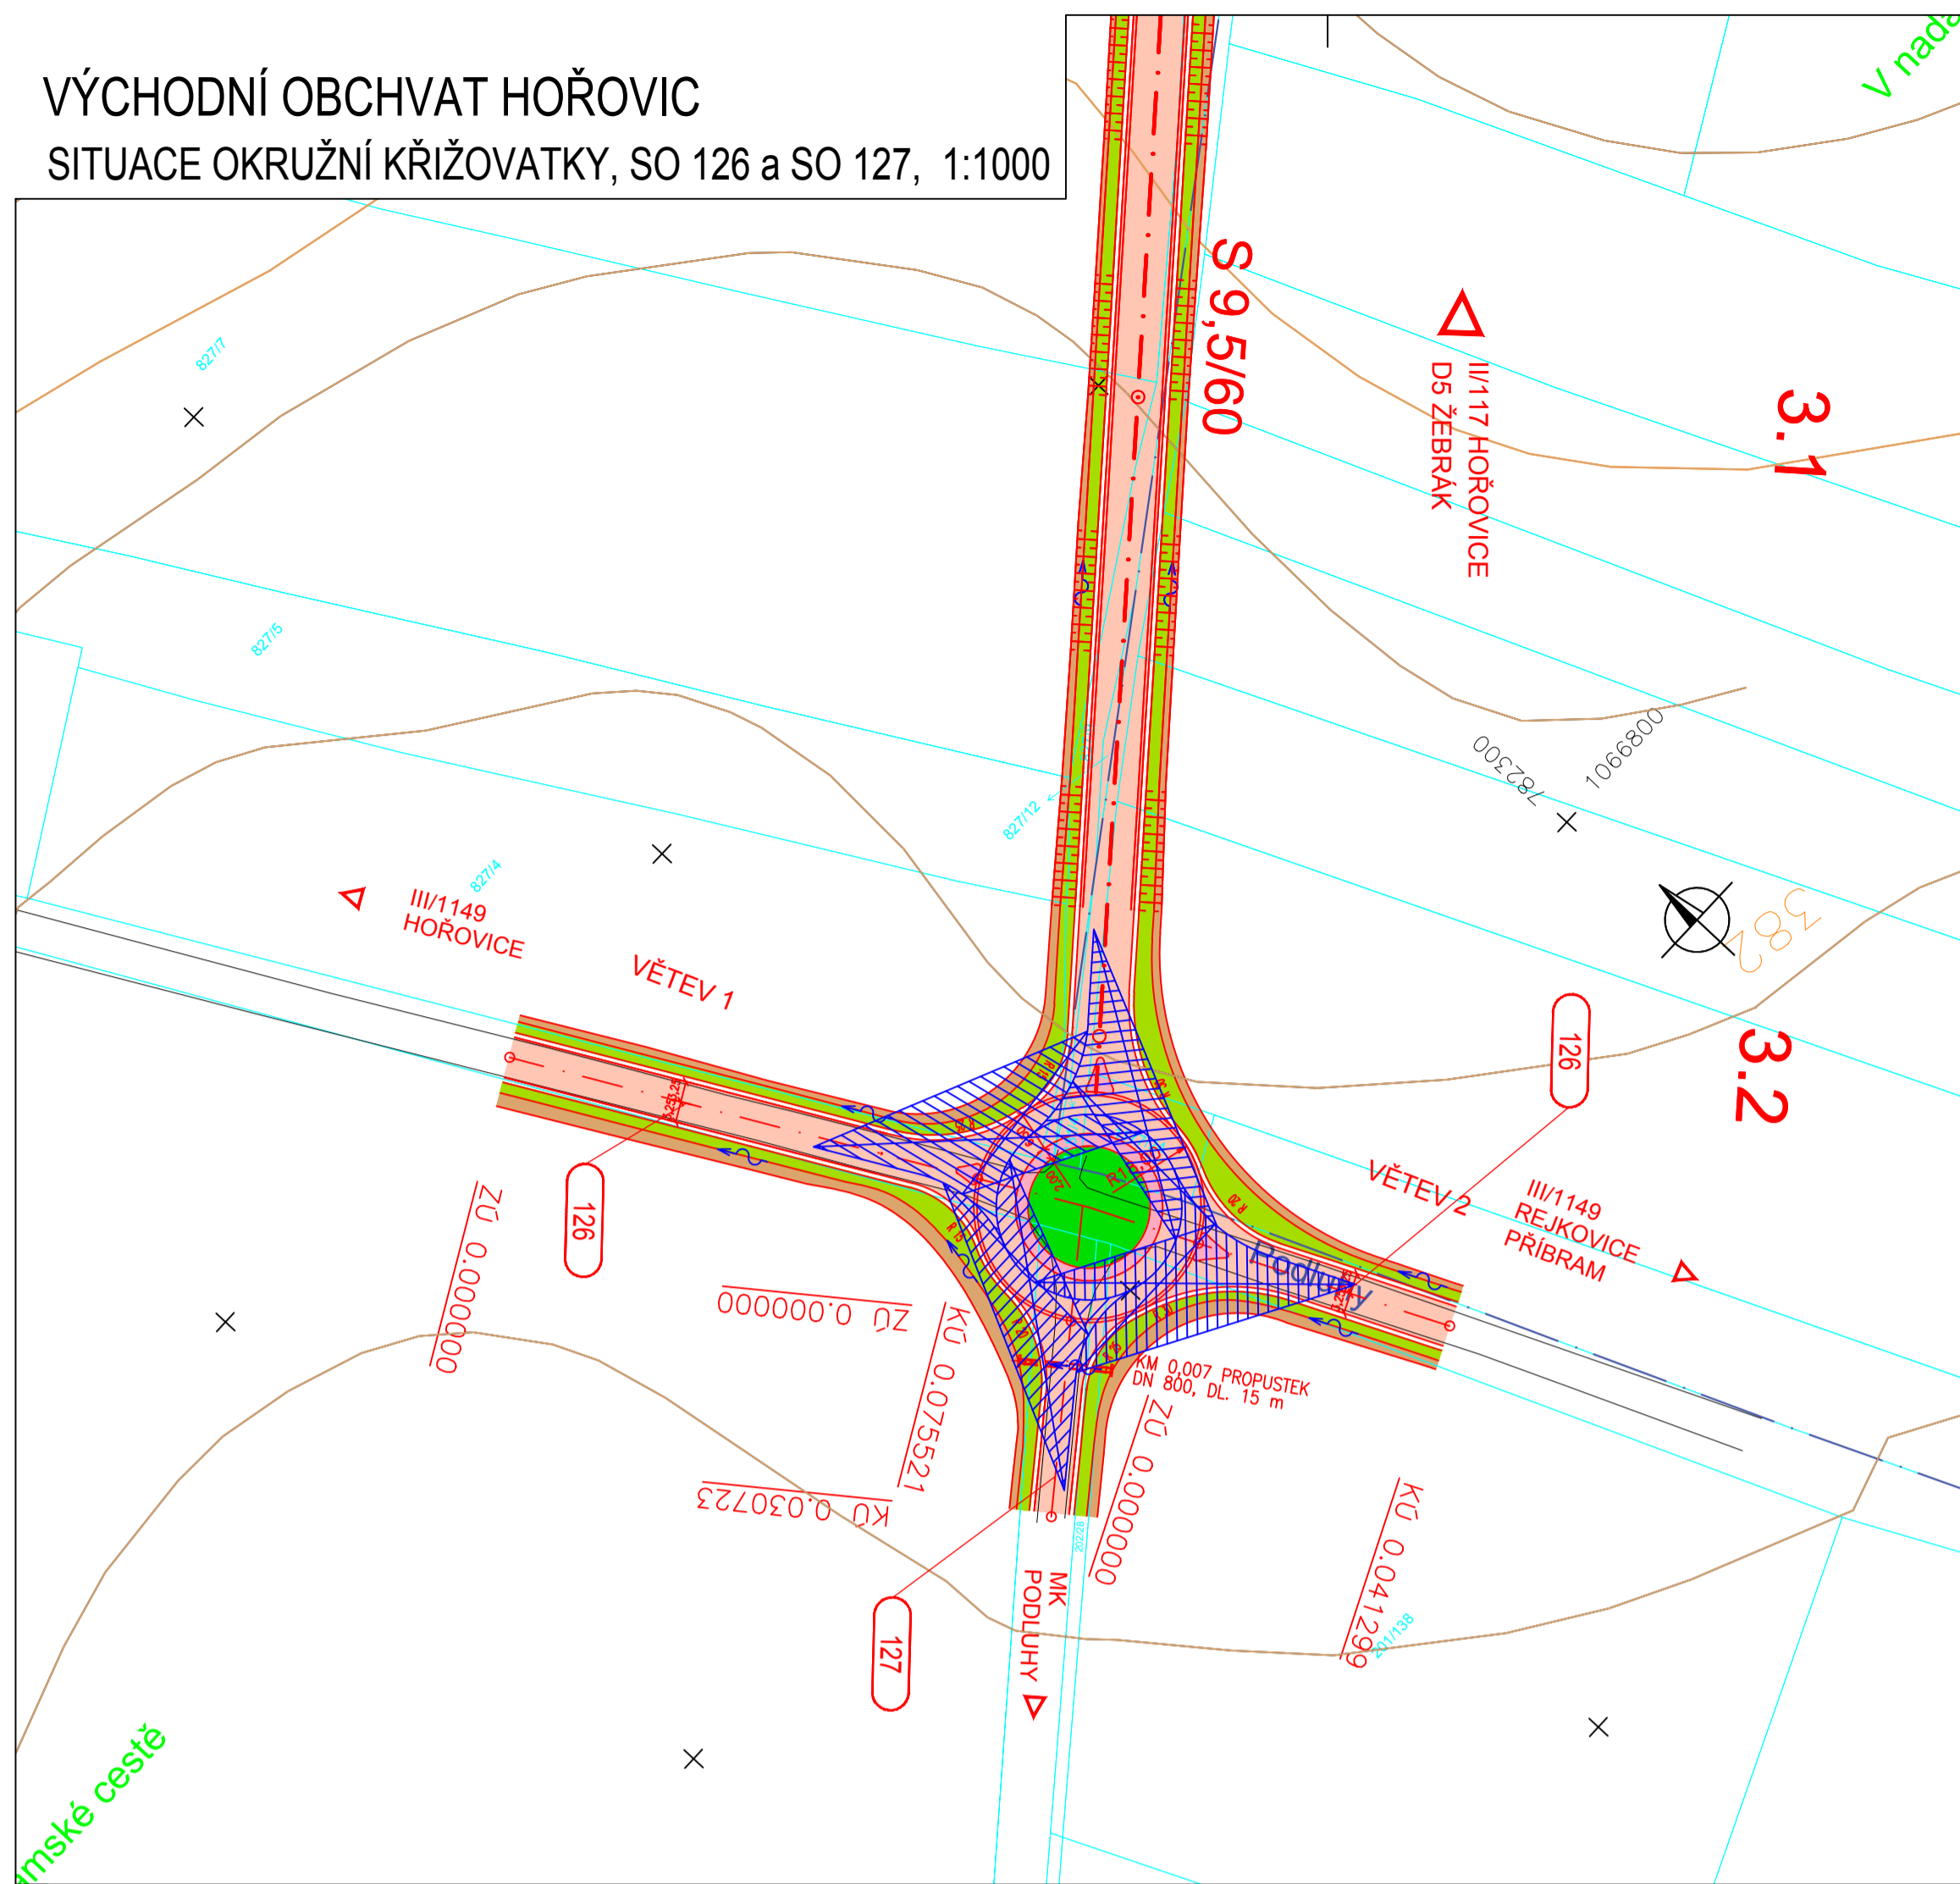 VÝCHODNÍ OBCHVAT HOŘOVIC
SITUACE OKRUŽNÍ KŘIŽOVATKY, SO 126 a SO 127, 1:1000
S 9,5/60
II/117 HOŘOVICE
D5 ŽEBRÁK
3.1
827/7
827/5
782300
1066800
827/12
827/4
III/1149
HOŘOVICE
VĚTEV 1
382
126
3.2
VĚTEV 2
III/1149
REJKOVICE
PŘÍBRAM
126
ZÚ 0.000000
ZÚ 0.000000
KÚ 0.075521
R 20
Podluhy
KM 0,007 PROPUSTEK
DN 800, DL. 15 m
ZÚ 0.000000
KÚ 0.030723
KÚ 0.041299
202/28
201/138
MK
PODLUHY
127